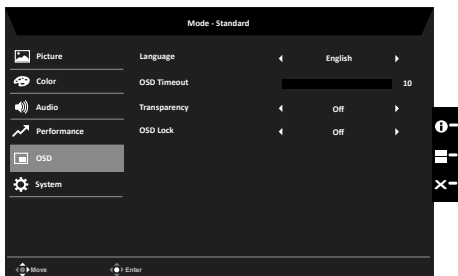 Mode - Standard
Picture
Language
English
Color
OSD Timeout
10
Audio
Transparency
Off
Performance
OSD Lock
Off
OSD
System
Move
Enter